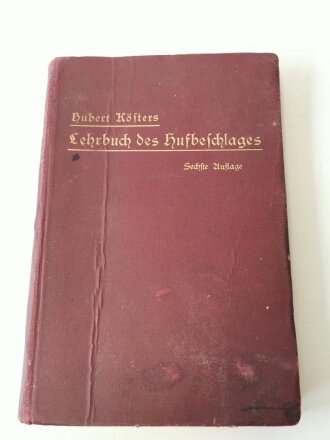 Hubert Kösters
Lehrbuch des Hufbeschlages
Sechste Auflage